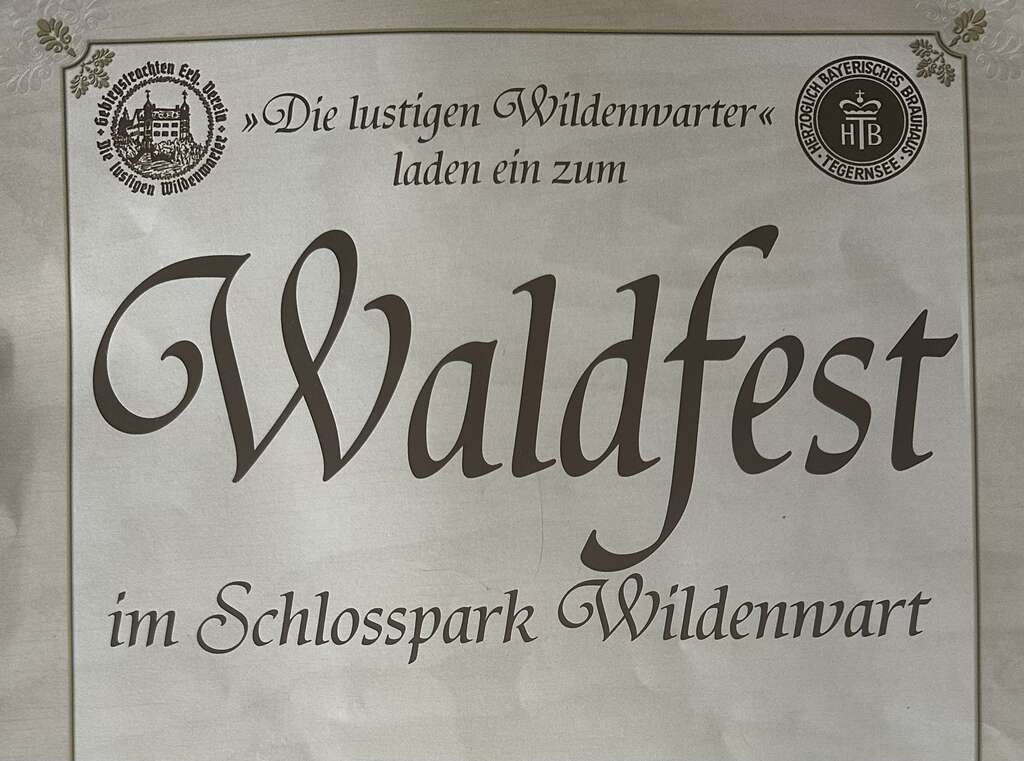 Gebirgstrachten Erh. Verein
Die lustigen Wildenwarter
»Die lustigen Wildenwarter«
laden ein zum
HERZOGLICH BAYERISCHES BRAUHAUS
TEGERNSEE
HTB
Waldfest
im Schlosspark Wildenwart